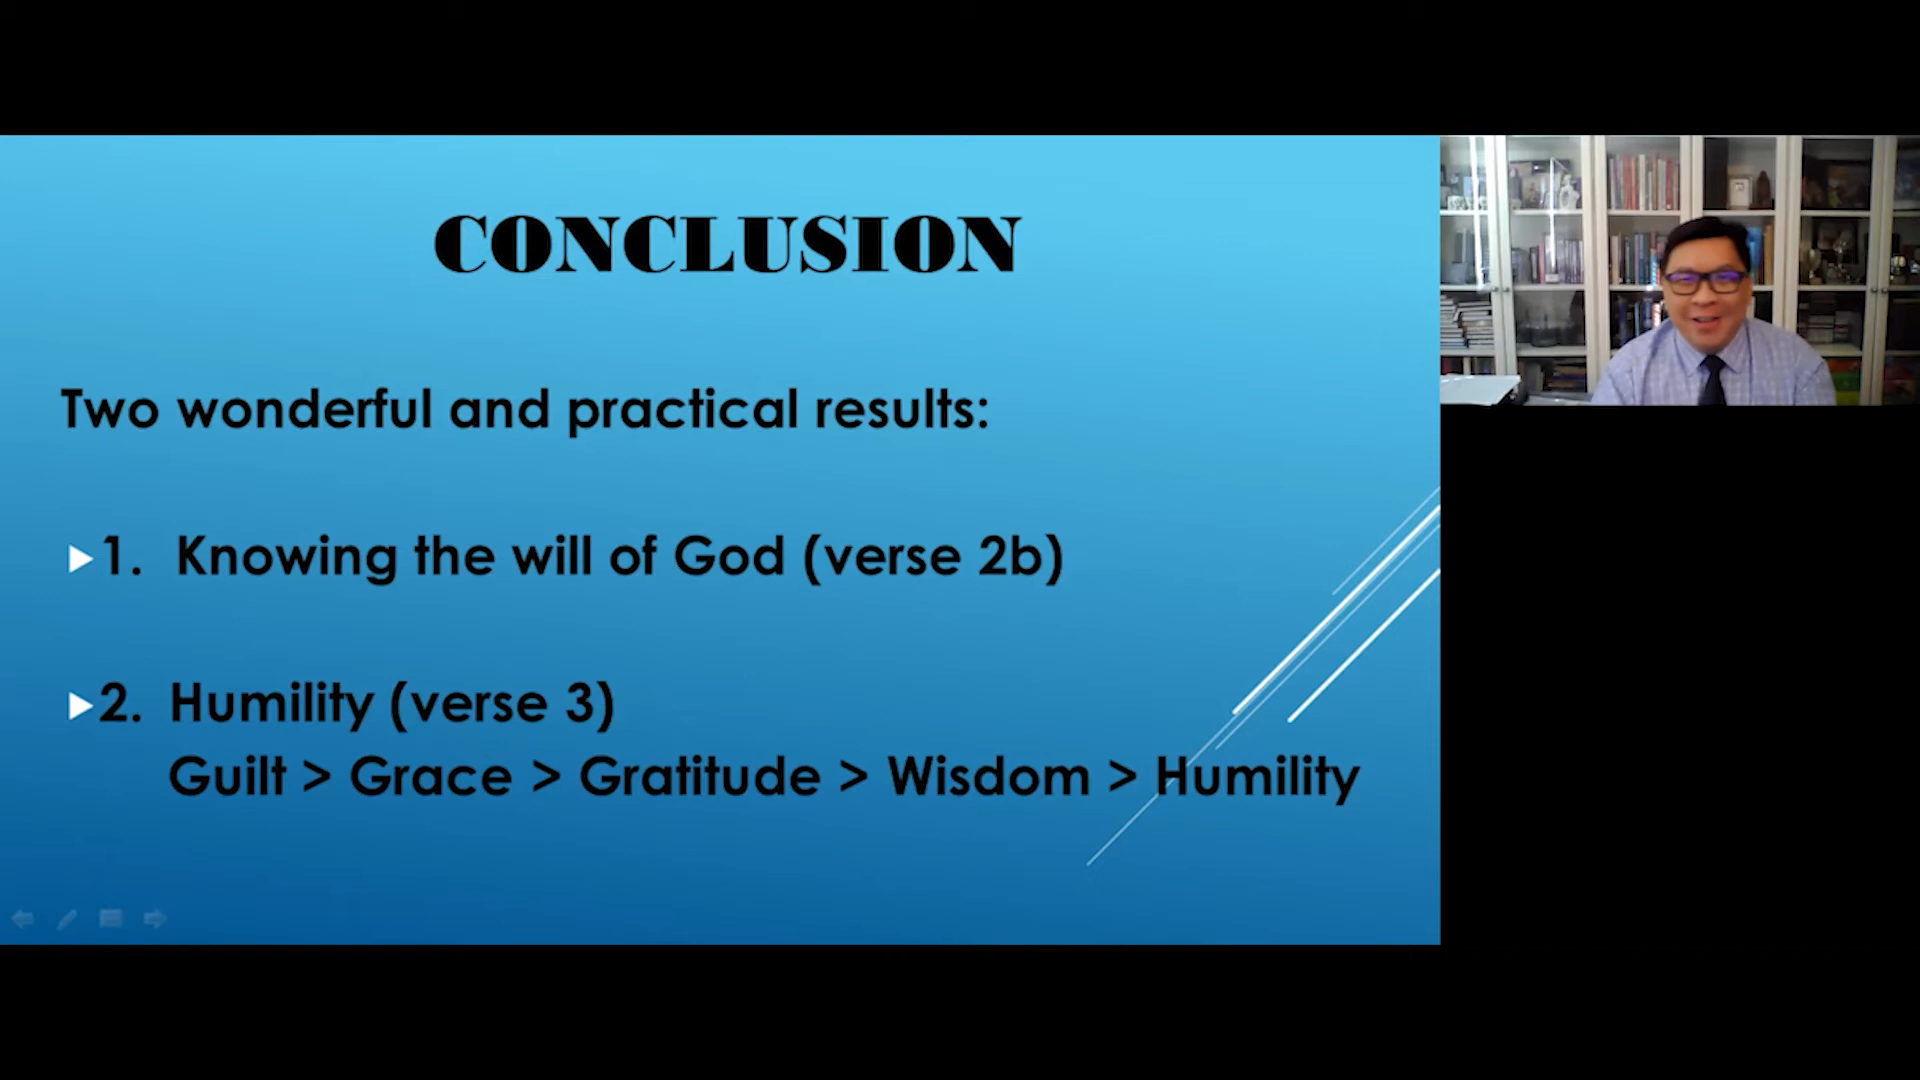 CONCLUSION
Two wonderful and practical results:
1. Knowing the will of God (verse 2b)
2. Humility (verse 3)
Guilt > Grace > Gratitude > Wisdom > Humility